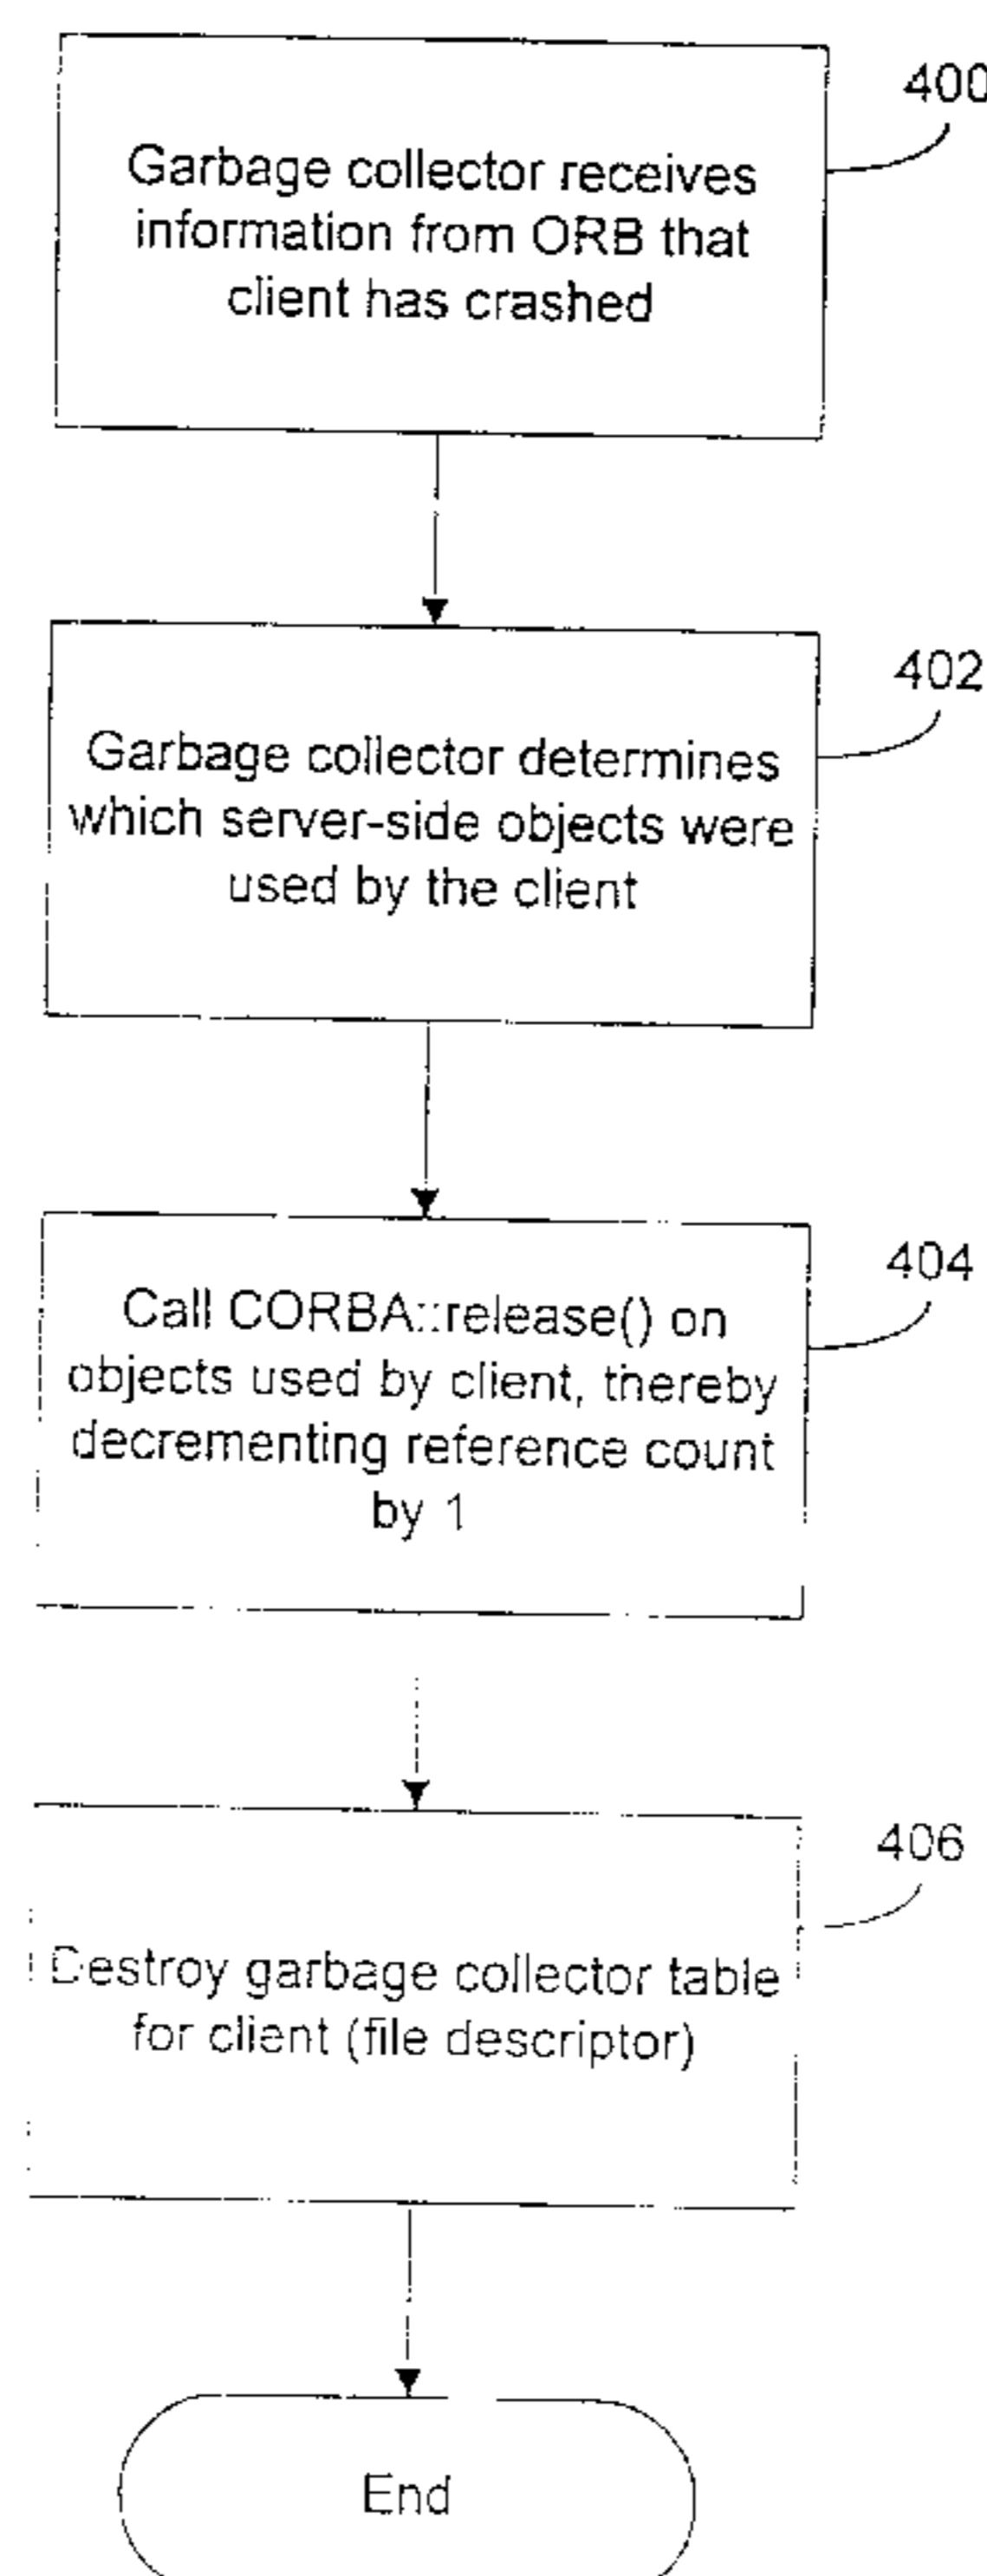 400
Garbage collector receives
information from ORB that
client has crashed
402
Garbage collector determines
which server-side objects were
used by the client
404
Call CORBA::release() on
objects used by client, thereby
decrementing reference count
by 1
406
Destroy garbage collector table
for client (file descriptor)
End